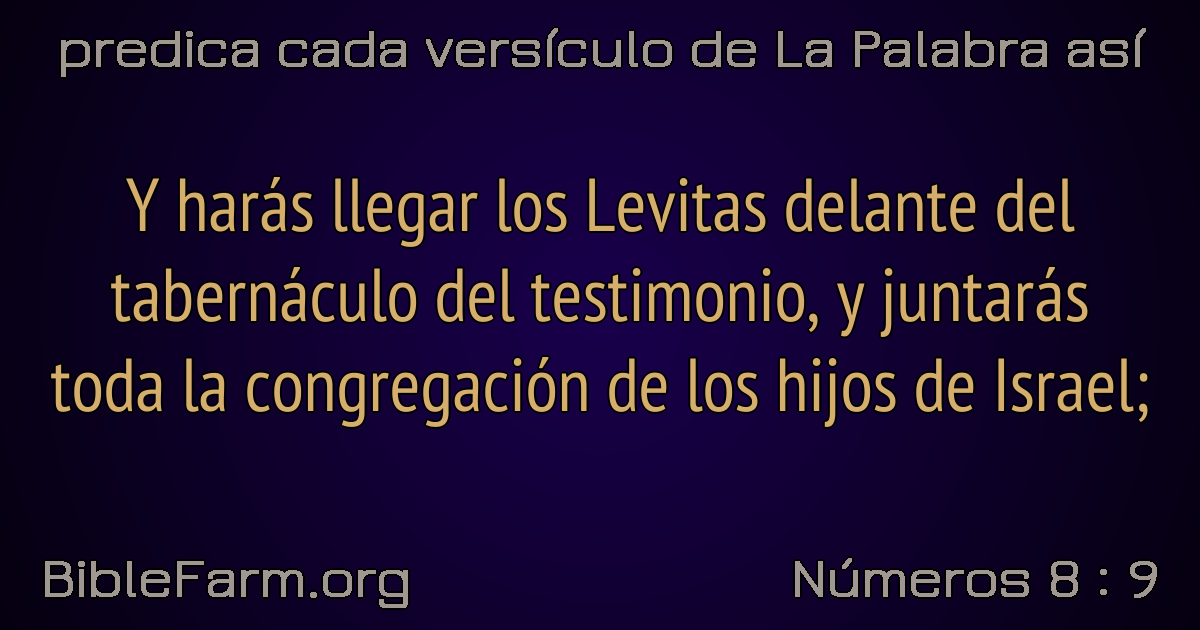 predica cada versículo de La Palabra así
Y harás llegar los Levitas delante del
tabernáculo del testimonio, y juntarás
toda la congregación de los hijos de Israel;
BibleFarm.org
Números 8 : 9